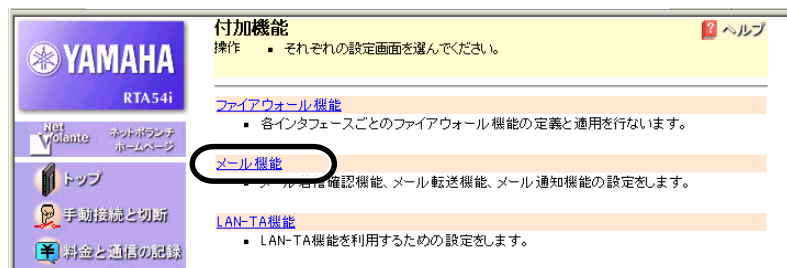 YAMAHA
RTA54i
Net Volante ネットボランチ
ホームページ
トップ
手動接続と切断
料金と通信の記録
付加機能
ヘルプ
操作 ▪ それぞれの設定画面を選んでください。
ファイアウォール機能
▪ 各インタフェースごとのファイアウォール機能の定義と適用を行ないます。
メール機能
▪ メール着信確認機能、メール転送機能、メール通知機能の設定をします。
LAN-TA機能
▪ LAN-TA機能を利用するための設定をします。